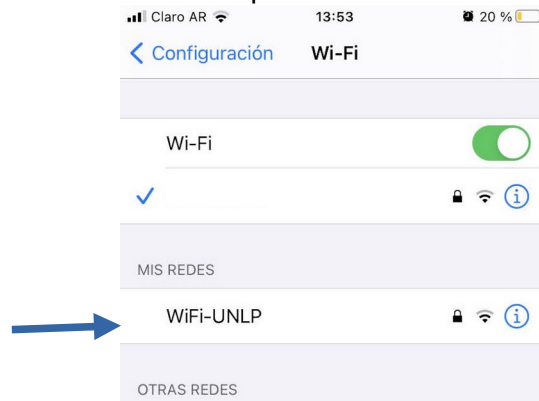 Claro AR 13:53 20 %
Configuración Wi-Fi
Wi-Fi
MIS REDES
WiFi-UNLP
OTRAS REDES